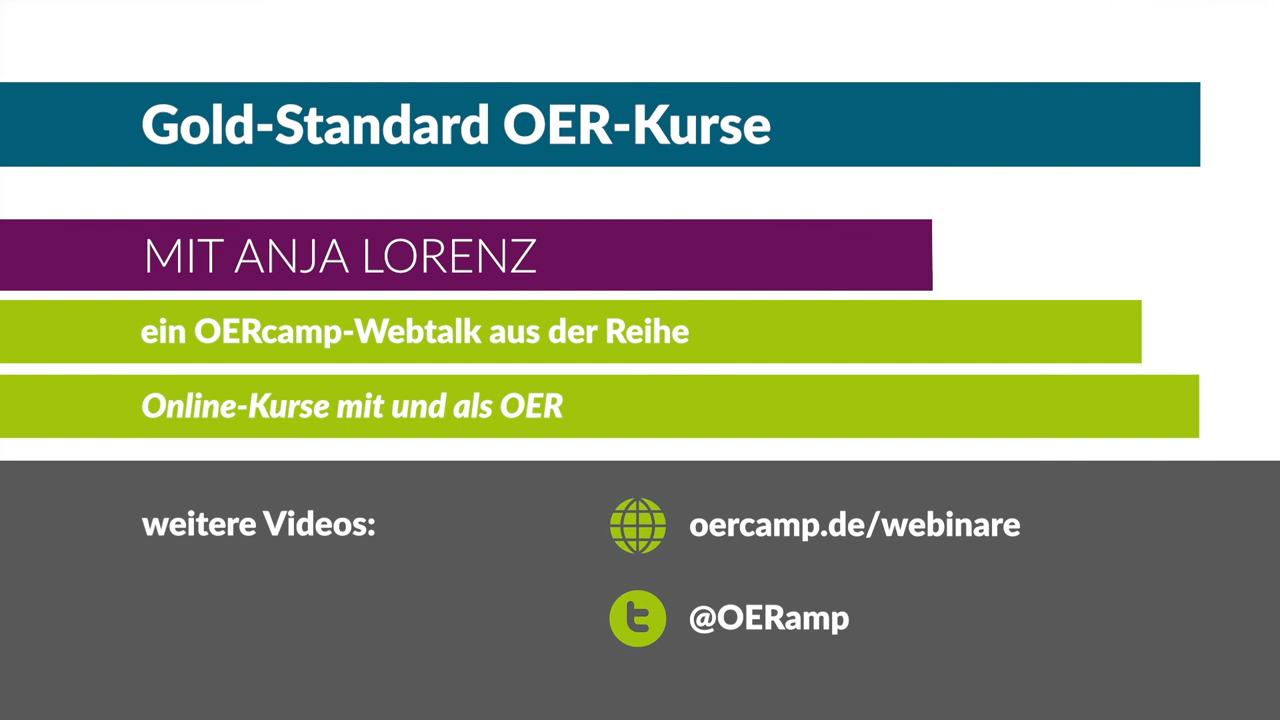 Gold-Standard OER-Kurse
MIT ANJA LORENZ
ein OERcamp-Webtalk aus der Reihe
Online-Kurse mit und als OER
weitere Videos:
oercamp.de/webinare
@OERamp